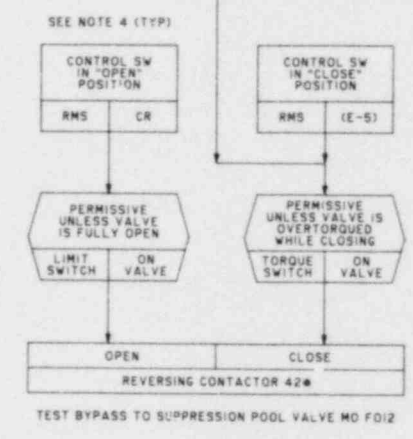 SEE NOTE 4 (TYP)
CONTROL SW
IN "OPEN"
POSITION
RMS CR
CONTROL SW
IN "CLOSE"
POSITION
RMS (E-5)
PERMISSIVE
UNLESS VALVE
IS FULLY OPEN
LIMIT
SWITCH
ON
VALVE
PERMISSIVE
UNLESS VALVE IS
OVERTORQUED
WHILE CLOSING
TORQUE
SWITCH
ON
VALVE
OPEN CLOSE
REVERSING CONTACTOR 42*
TEST BYPASS TO SUPPRESSION POOL VALVE MO F012